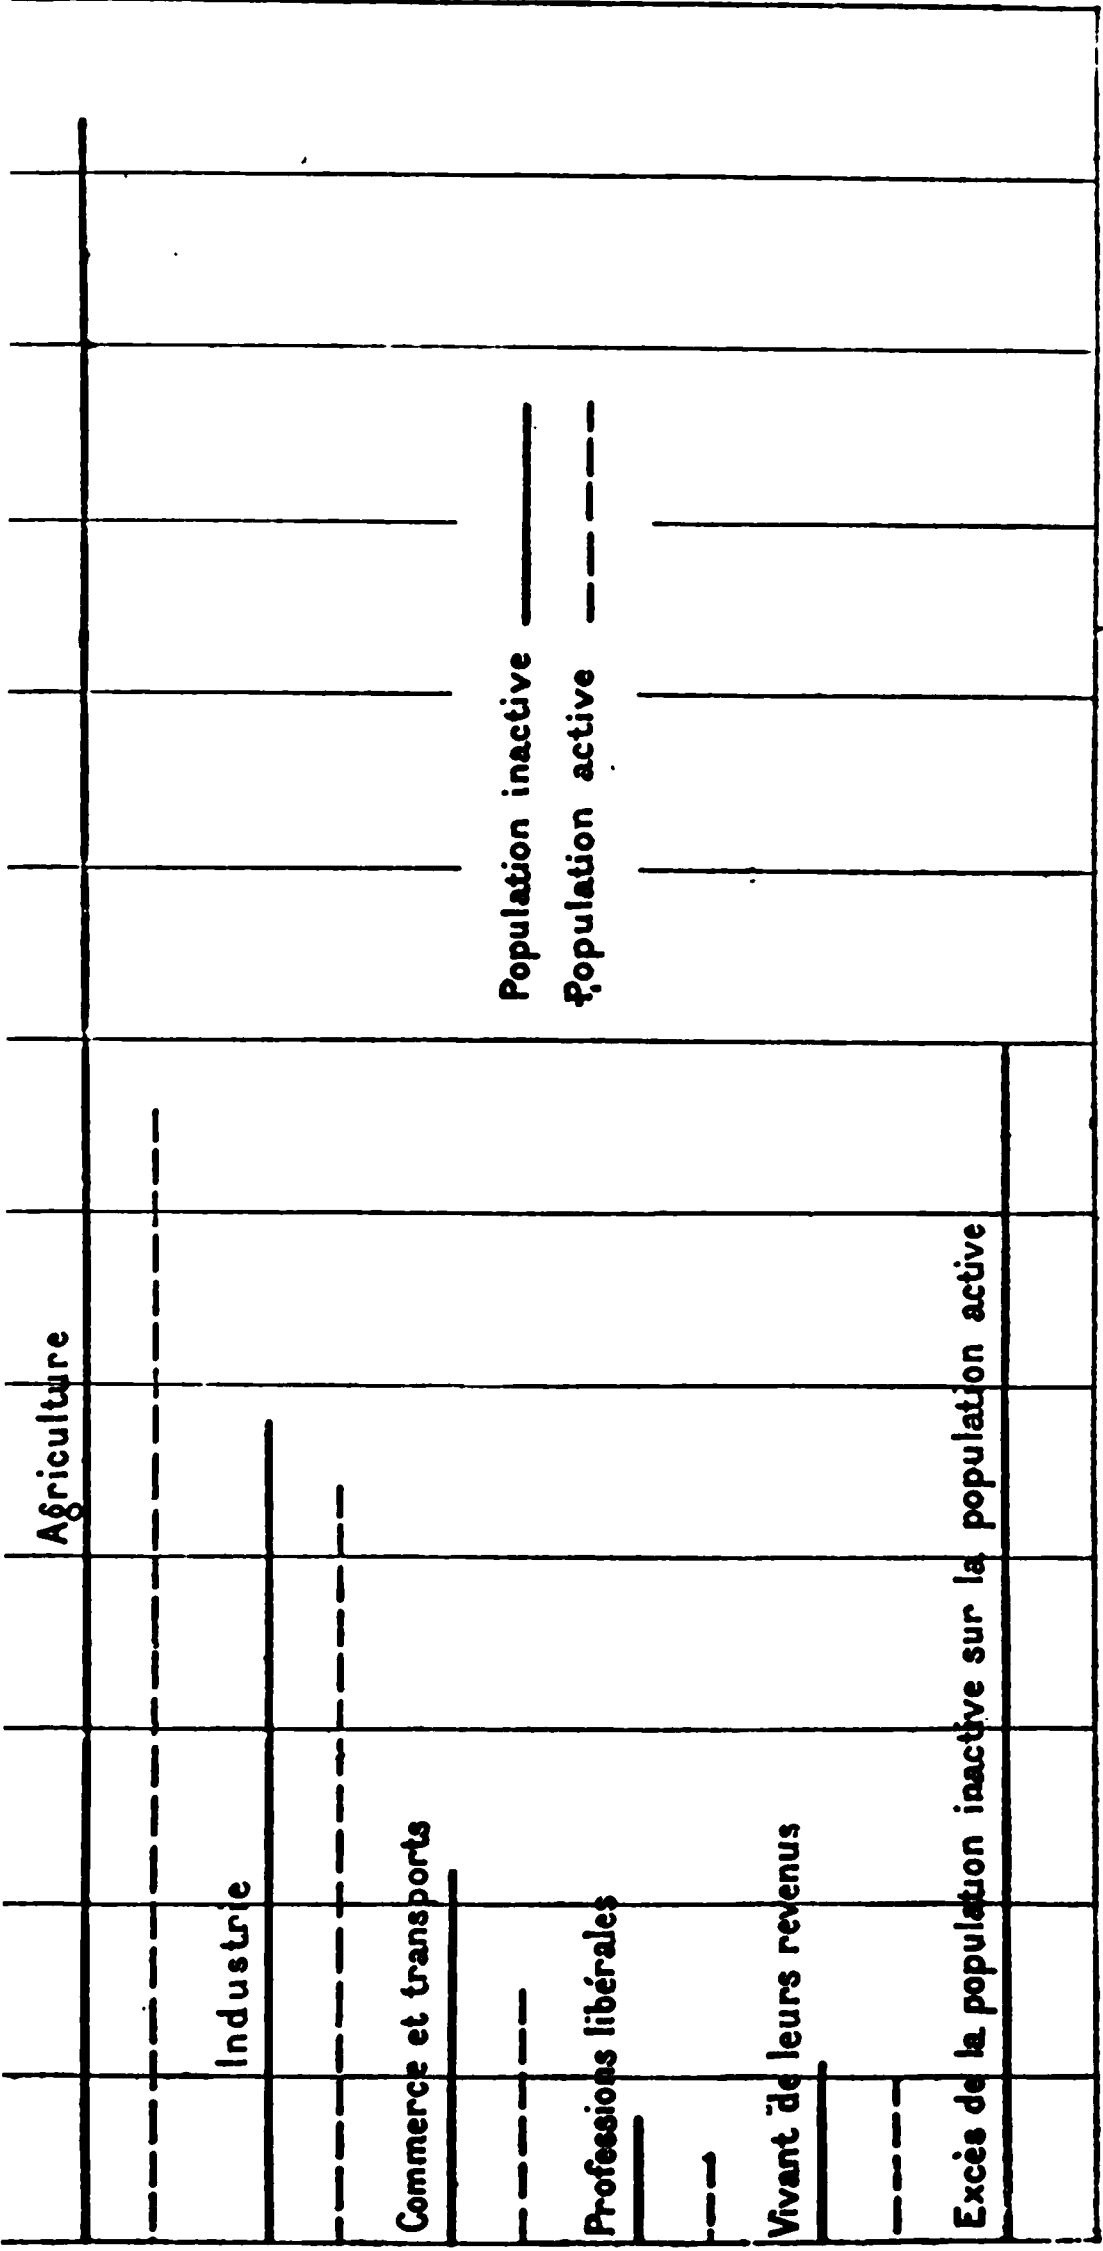 Agriculture
Industrie
Commerce et transports
Professions libérales
Vivant de leurs revenus
Excès de la population inactive sur la population active
Population inactive
Population active